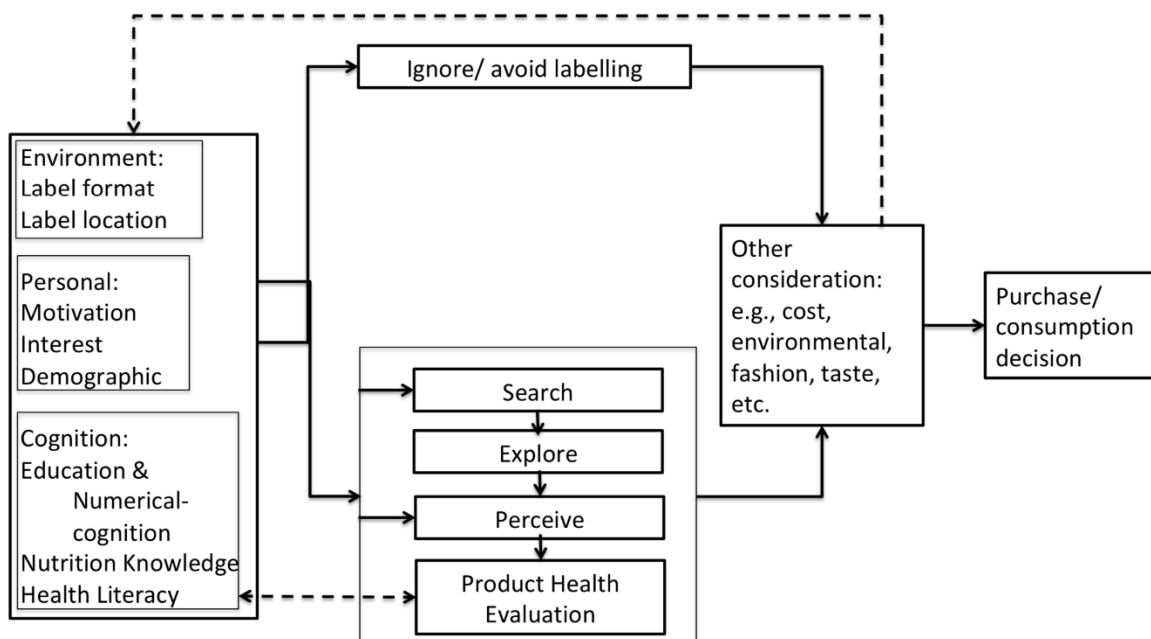 Ignore/ avoid labelling
Environment:
Label format
Label location
Personal:
Motivation
Interest
Demographic
Cognition:
Education &
Numerical-
cognition
Nutrition Knowledge
Health Literacy
Search
Explore
Perceive
Product Health
Evaluation
Other
consideration:
e.g., cost,
environmental,
fashion, taste,
etc.
Purchase/
consumption
decision